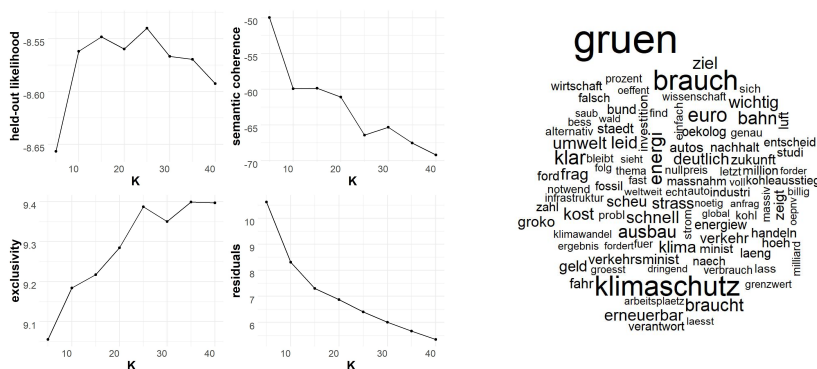 held-out likelihood
-8.55
-8.60
-8.65
10 20 30 40
K
semantic coherence
-50
-55
-60
-65
-70
10 20 30 40
K
exclusivity
9.4
9.3
9.2
9.1
10 20 30 40
K
residuals
10
9
8
7
6
10 20 30 40
K
gruen
ziel
wirtschaft prozent brauch sich
oeffent
falsch wissenschaft wichtig
saub bund investition find einfach euro bahn luft
bess wald
alternativ staedt oekolog genau
umwelt leid energi autos nachhalt entscheid
klar bleibt sieht deutlich zukunft studi
ford frag folg thema nullpreis letzt million forder
fast massnahm voll kohleausstieg
notwend fossil weltweit echt auto industri massiv billig
infrastruktur scheu strass noetig anfrag zeigt oepnv
zahl kost probl schnell strom global kohl
groko ausbau energiew handeln
klimawandel verkehr hoeh
ergebnis fordert fuer klima minist laeng milliard
verkehrsminist naech
geld groesst dringend verbrauch lass
fahr klimaschutz grenzwert
arbeitsplaetz braucht
erneuerbar
verantwort laesst